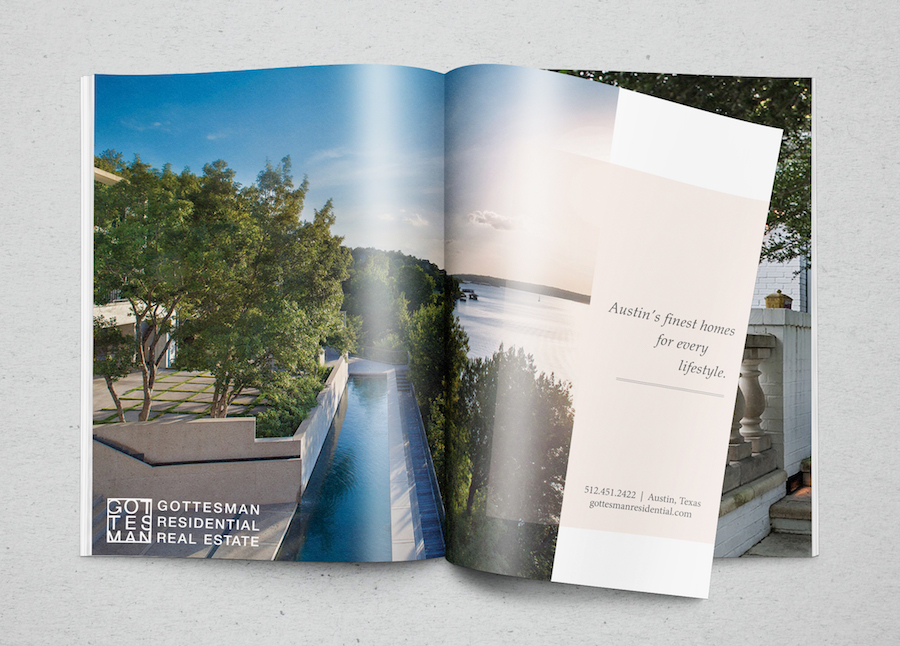 GOT
TES
MAN
GOTTESMAN
RESIDENTIAL
REAL ESTATE
Austin's finest homes
for every
lifestyle.
512.451.2422 | Austin, Texas
gottesmanresidential.com